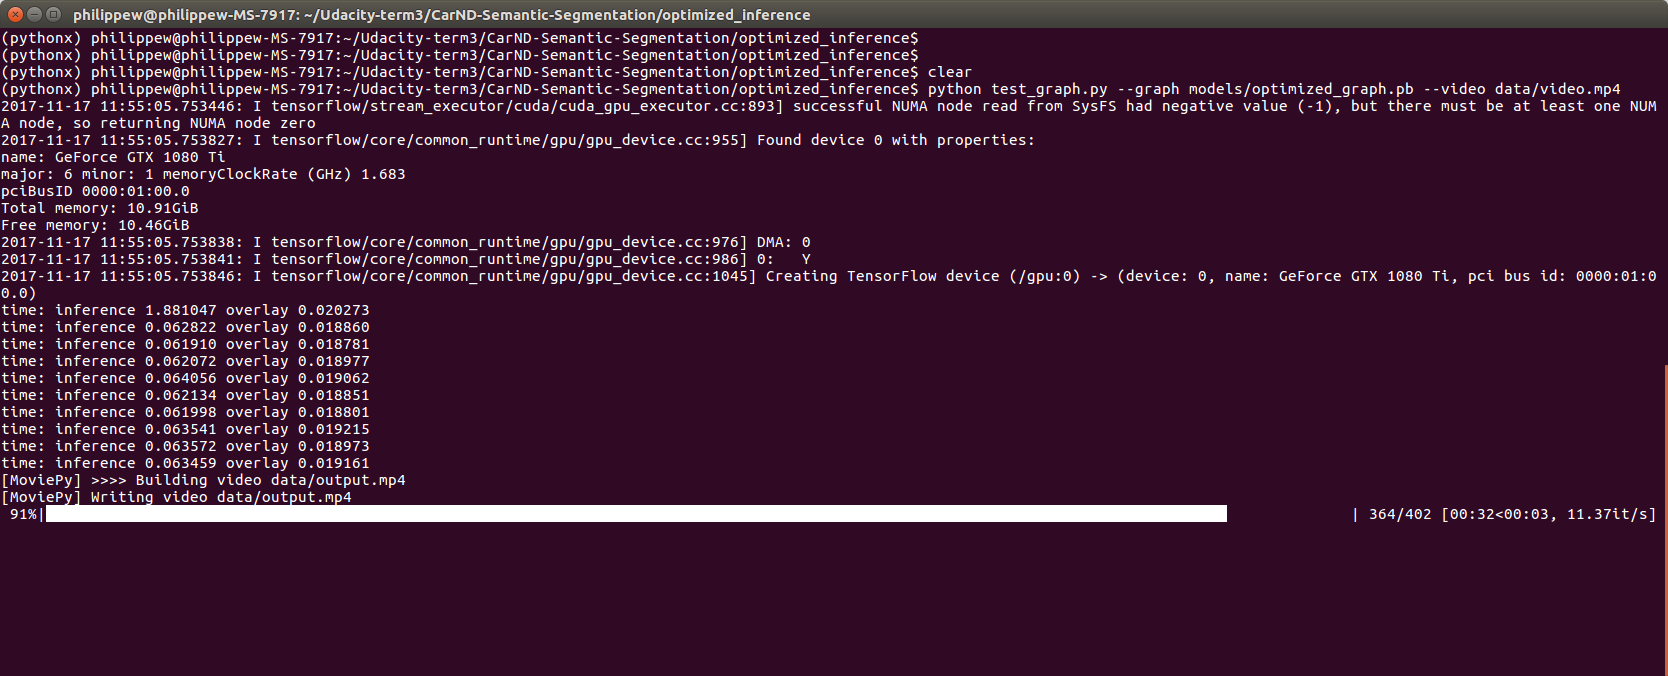 philippew@philippew-MS-7917: ~/Udacity-term3/CarND-Semantic-Segmentation/optimized_inference
(pythonx) philippew@philippew-MS-7917:~/Udacity-term3/CarND-Semantic-Segmentation/optimized_inference$
(pythonx) philippew@philippew-MS-7917:~/Udacity-term3/CarND-Semantic-Segmentation/optimized_inference$
(pythonx) philippew@philippew-MS-7917:~/Udacity-term3/CarND-Semantic-Segmentation/optimized_inference$ clear
(pythonx) philippew@philippew-MS-7917:~/Udacity-term3/CarND-Semantic-Segmentation/optimized_inference$ python test_graph.py --graph models/optimized_graph.pb --video data/video.mp4
2017-11-17 11:55:05.753446: I tensorflow/stream_executor/cuda/cuda_gpu_executor.cc:893] successful NUMA node read from SysFS had negative value (-1), but there must be at least one NUM
A node, so returning NUMA node zero
2017-11-17 11:55:05.753827: I tensorflow/core/common_runtime/gpu/gpu_device.cc:955] Found device 0 with properties:
name: GeForce GTX 1080 Ti
major: 6 minor: 1 memoryClockRate (GHz) 1.683
pciBusID 0000:01:00.0
Total memory: 10.91GiB
Free memory: 10.46GiB
2017-11-17 11:55:05.753838: I tensorflow/core/common_runtime/gpu/gpu_device.cc:976] DMA: 0
2017-11-17 11:55:05.753841: I tensorflow/core/common_runtime/gpu/gpu_device.cc:986] 0:   Y
2017-11-17 11:55:05.753846: I tensorflow/core/common_runtime/gpu/gpu_device.cc:1045] Creating TensorFlow device (/gpu:0) -> (device: 0, name: GeForce GTX 1080 Ti, pci bus id: 0000:01:0
0.0)
time: inference 1.881047 overlay 0.020273
time: inference 0.062822 overlay 0.018860
time: inference 0.061910 overlay 0.018781
time: inference 0.062072 overlay 0.018977
time: inference 0.064056 overlay 0.019062
time: inference 0.062134 overlay 0.018851
time: inference 0.061998 overlay 0.018801
time: inference 0.063541 overlay 0.019215
time: inference 0.063572 overlay 0.018973
time: inference 0.063459 overlay 0.019161
[MoviePy] >>>> Building video data/output.mp4
[MoviePy] Writing video data/output.mp4
 91%| | 364/402 [00:32<00:03, 11.37it/s]